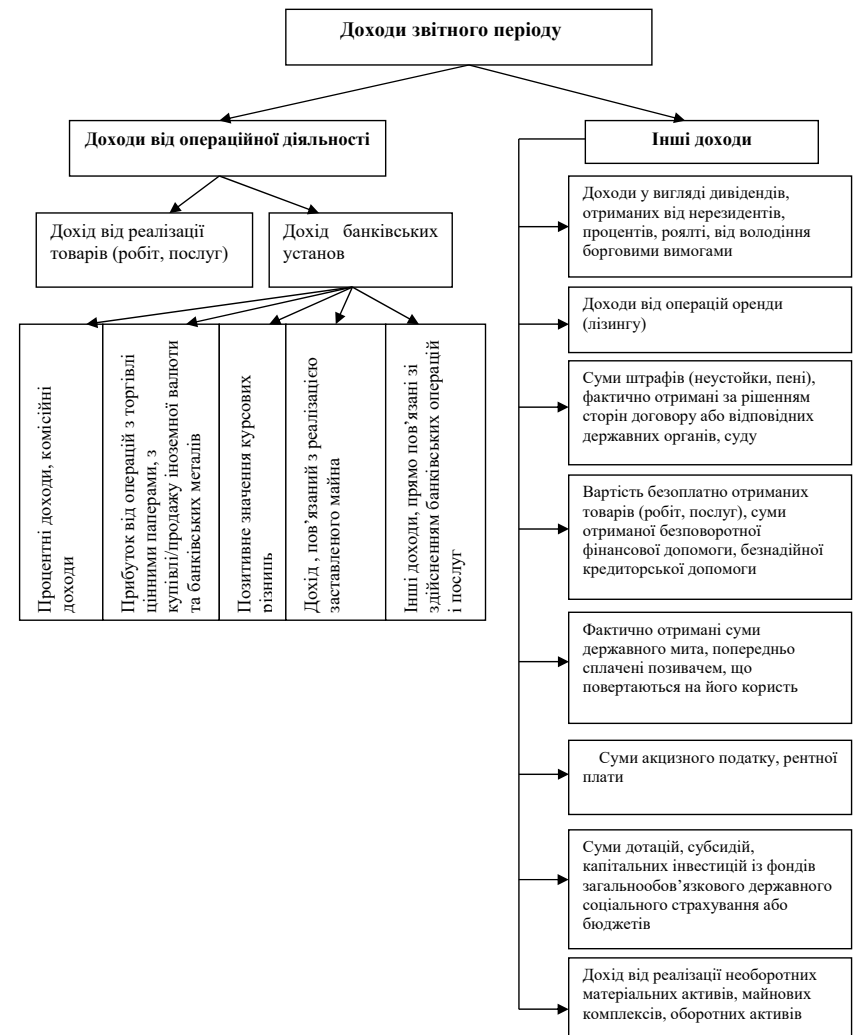 Доходи звітного періоду
Доходи від операційної діяльності
Інші доходи
Дохід від реалізації
товарів (робіт, послуг)
Дохід банківських
установ
Процентні доходи, комісійні
доходи
Прибуток від операцій з торгівлі
цінними паперами, з
купівлі/продажу іноземної валюти
та банківських металів
Позитивне значення курсових
різниць
Дохід , пов’язаний з реалізацією
заставленого майна
Інші доходи, прямо пов’язані зі
здійсненням банківських операцій
і послуг
Доходи у вигляді дивідендів,
отриманих від нерезидентів,
процентів, роялті, від володіння
борговими вимогами
Доходи від операцій оренди
(лізингу)
Суми штрафів (неустойки, пені),
фактично отримані за рішенням
сторін договору або відповідних
державних органів, суду
Вартість безоплатно отриманих
товарів (робіт, послуг), суми
отриманої безповоротної
фінансової допомоги, безнадійної
кредиторської допомоги
Фактично отримані суми
державного мита, попередньо
сплачені позивачем, що
повертаються на його користь
Суми акцизного податку, рентної
плати
Суми дотацій, субсидій,
капітальних інвестицій із фондів
загальнообов’язкового державного
соціального страхування або
бюджетів
Дохід від реалізації необоротних
матеріальних активів, майнових
комплексів, оборотних активів